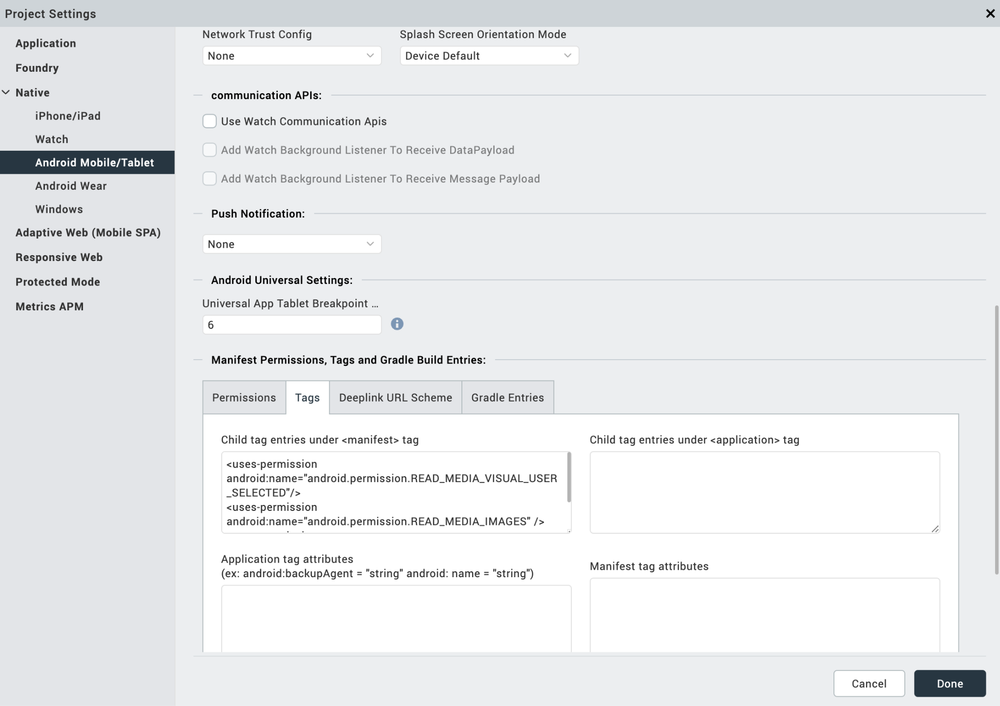 Project Settings
Application
Foundry
Native
iPhone/iPad
Watch
Android Mobile/Tablet
Android Wear
Windows
Adaptive Web (Mobile SPA)
Responsive Web
Protected Mode
Metrics APM
Network Trust Config
None
Splash Screen Orientation Mode
Device Default
communication APIs:
Use Watch Communication Apis
Add Watch Background Listener To Receive DataPayload
Add Watch Background Listener To Receive Message Payload
Push Notification:
None
Android Universal Settings:
Universal App Tablet Breakpoint ...
6
Manifest Permissions, Tags and Gradle Build Entries:
Permissions
Tags
Deeplink URL Scheme
Gradle Entries
Child tag entries under <manifest> tag
<uses-permission
android:name="android.permission.READ_MEDIA_VISUAL_USER
_SELECTED"/>
<uses-permission
android:name="android.permission.READ_MEDIA_IMAGES" />
Child tag entries under <application> tag
Application tag attributes
(ex: android:backupAgent = "string" android: name = "string")
Manifest tag attributes
Cancel
Done